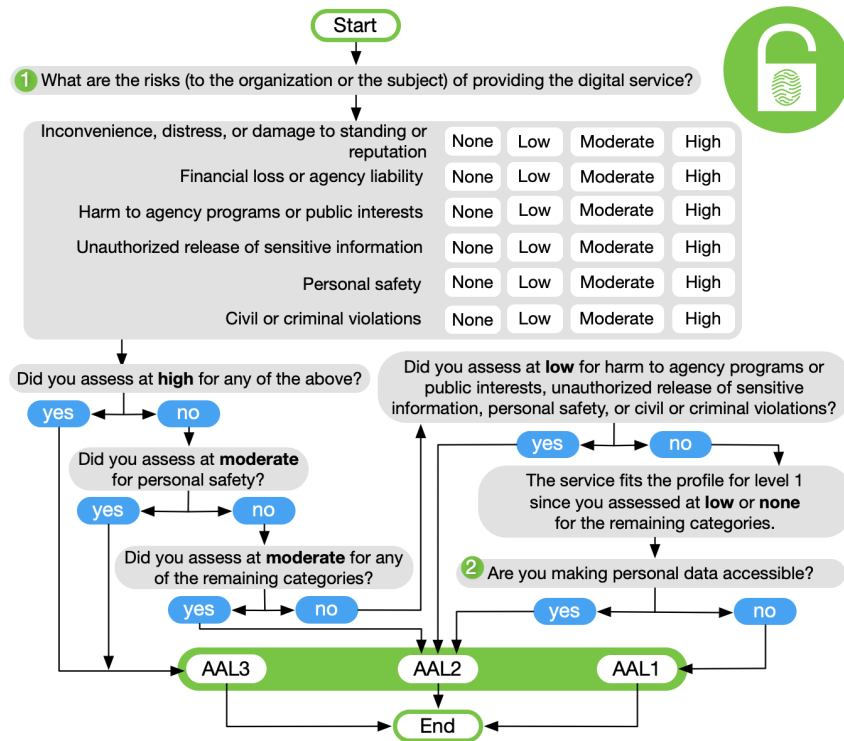 Start
1 What are the risks (to the organization or the subject) of providing the digital service?
Inconvenience, distress, or damage to standing or
reputation
None Low Moderate High
Financial loss or agency liability None Low Moderate High
Harm to agency programs or public interests None Low Moderate High
Unauthorized release of sensitive information None Low Moderate High
Personal safety None Low Moderate High
Civil or criminal violations None Low Moderate High
Did you assess at high for any of the above?
yes no
Did you assess at moderate
for personal safety?
yes no
Did you assess at moderate for any
of the remaining categories?
yes no
Did you assess at low for harm to agency programs or
public interests, unauthorized release of sensitive
information, personal safety, or civil or criminal violations?
yes no
The service fits the profile for level 1
since you assessed at low or none
for the remaining categories.
2 Are you making personal data accessible?
yes no
AAL3 AAL2 AAL1
End